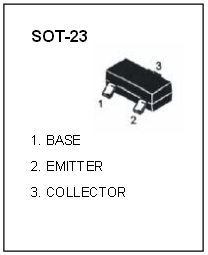 SOT-23
3
1
2
1. BASE
2. EMITTER
3. COLLECTOR